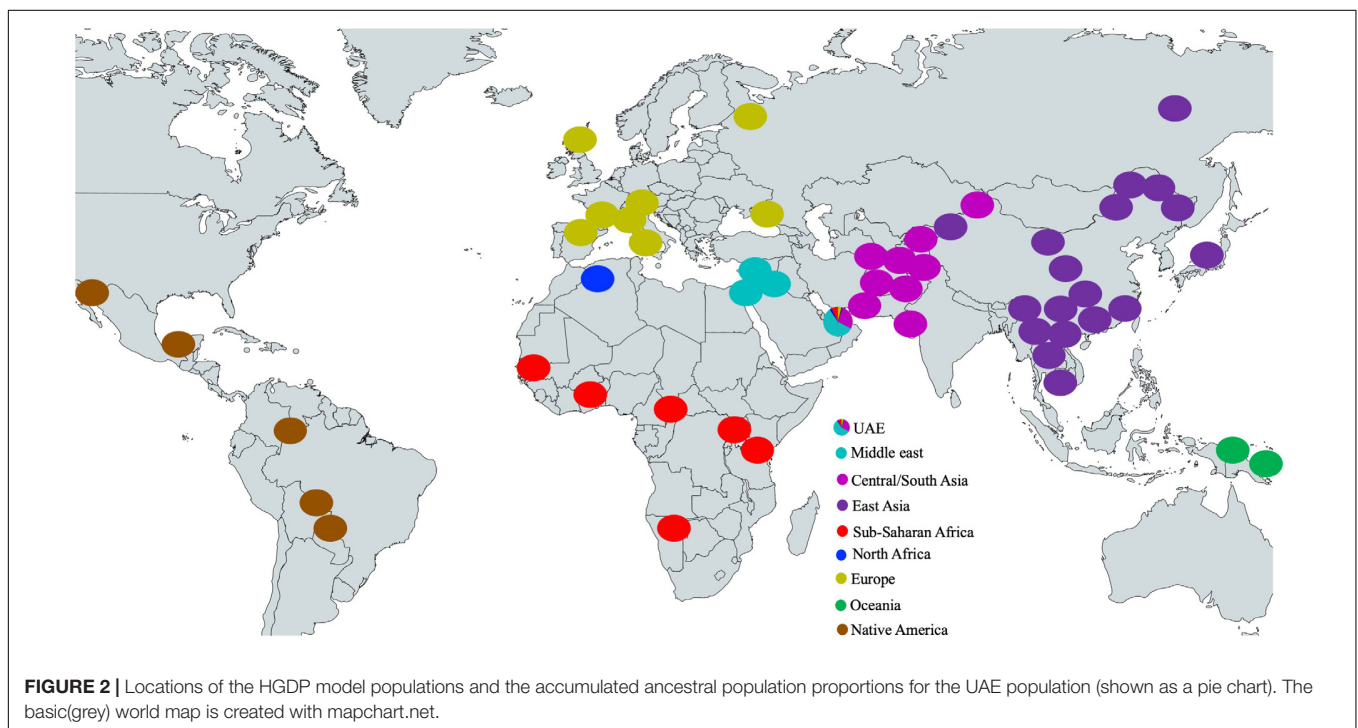 UAE
Middle east
Central/South Asia
East Asia
Sub-Saharan Africa
North Africa
Europe
Oceania
Native America
FIGURE 2 | Locations of the HGDP model populations and the accumulated ancestral population proportions for the UAE population (shown as a pie chart). The
basic(grey) world map is created with mapchart.net.